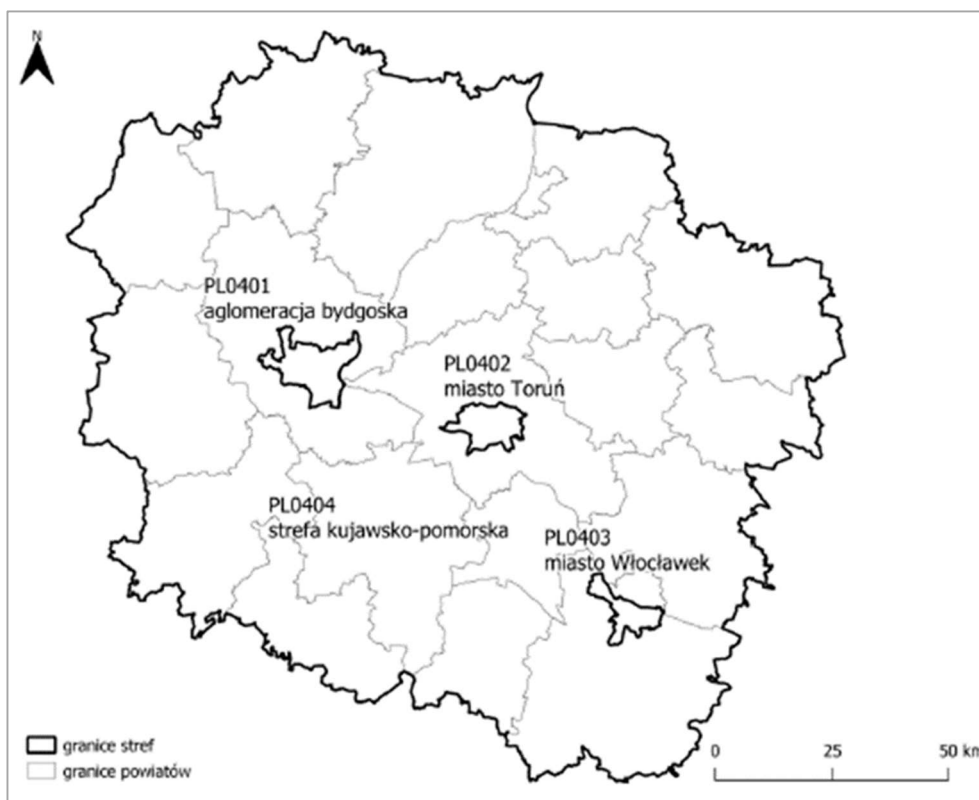 N
PL0401
aglomeracja bydgoska
PL0402
miasto Toruń
PL0404
strefa kujawsko-pomorska
PL0403
miasto Włocławek
granice stref
granice powiatów
0 25 50 km